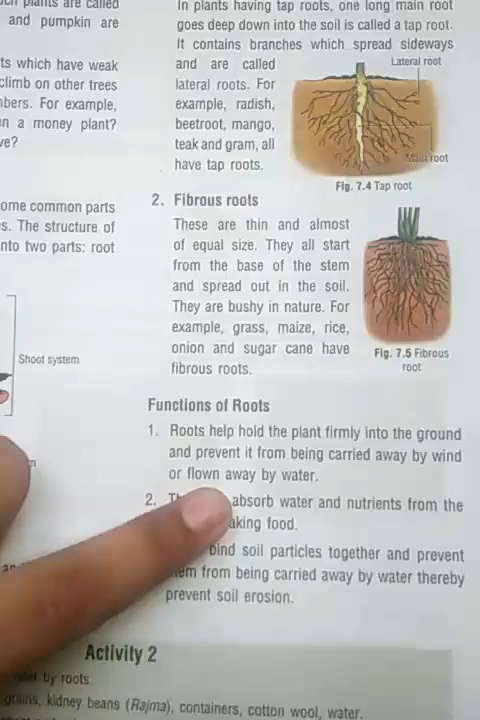 plants are called
and pumpkin are
which have weak
climb on other trees
For example,
a money plant?
some common parts
The structure of
into two parts: root
Shoot system
In plants having tap roots, one long main root
goes deep down into the soil is called a tap root.
It contains branches which spread sideways
and are called
lateral roots. For
example, radish,
beetroot, mango,
teak and gram, all
have tap roots.
Lateral root
Main root
Fig. 7.4 Tap root
2. Fibrous roots
These are thin and almost
of equal size. They all start
from the base of the stem
and spread out in the soil.
They are bushy in nature. For
example, grass, maize, rice,
onion and sugar cane have
fibrous roots.
Fig. 7.5 Fibrous
root
Functions of Roots
1. Roots help hold the plant firmly into the ground
and prevent it from being carried away by wind
or flown away by water.
2. absorb water and nutrients from the
food.
bind soil particles together and prevent
from being carried away by water thereby
prevent soil erosion.
Activity 2
by roots.
grains, kidney beans (Rajma), containers, cotton wool, water.